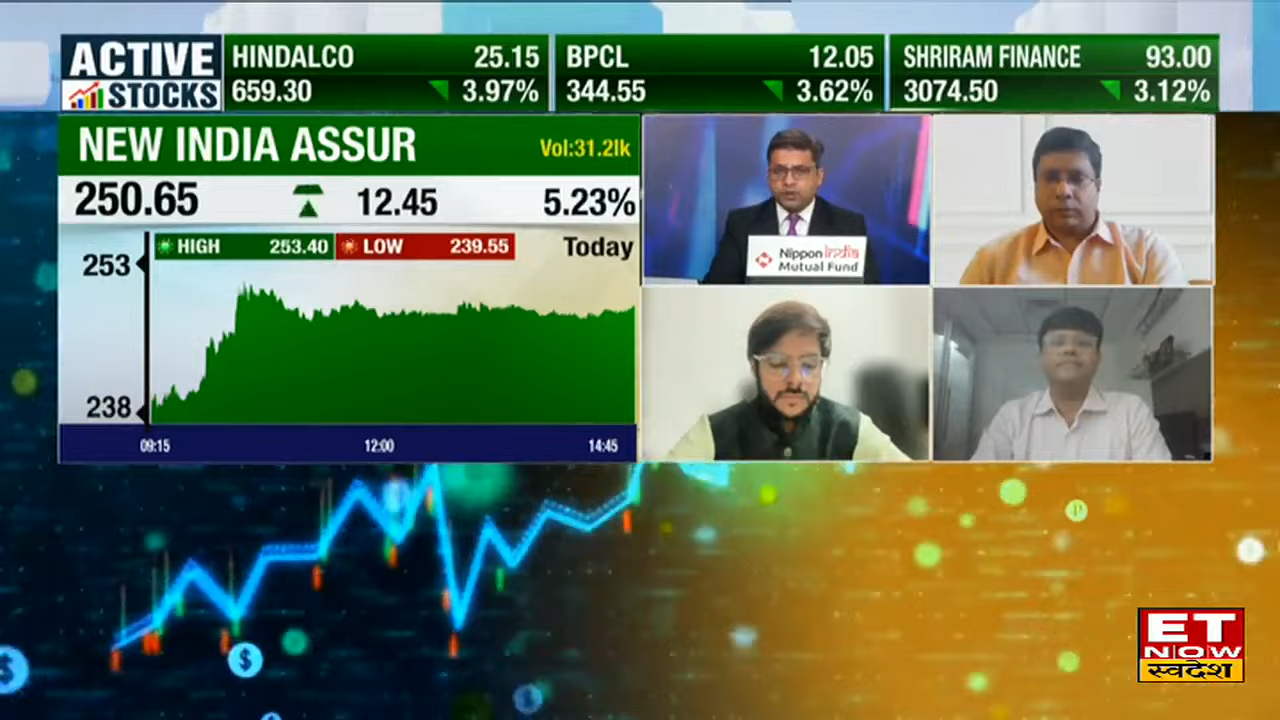 ACTIVE
STOCKS
HINDALCO 25.15
659.30 3.97%
BPCL 12.05
344.55 3.62%
SHRIRAM FINANCE 93.00
3074.50 3.12%
NEW INDIA ASSUR Vol:31.2lk
250.65 12.45 5.23%
HIGH 253.40 LOW 239.55 Today
253
238
09:15 12:00 14:45
Nippon India
Mutual Fund
ET
NOW
स्वदेश